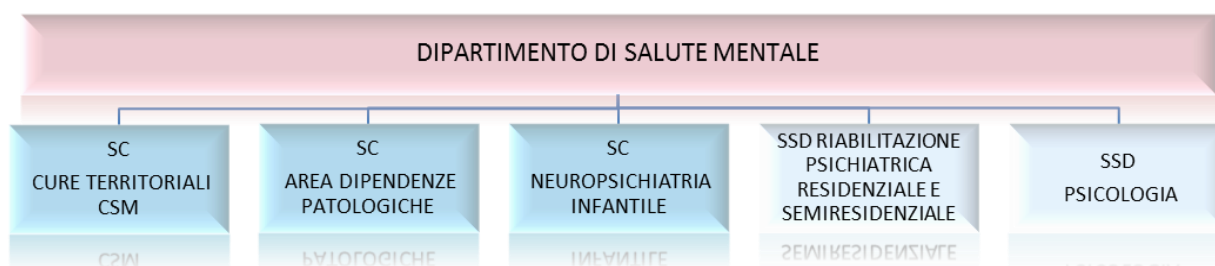 DIPARTIMENTO DI SALUTE MENTALE
SC
CURE TERRITORIALI
CSM
SC
AREA DIPENDENZE
PATOLOGICHE
SC
NEUROPSICHIATRIA
INFANTILE
SSD RIABILITAZIONE
PSICHIATRICA
RESIDENZIALE E
SEMIRESIDENZIALE
SSD
PSICOLOGIA